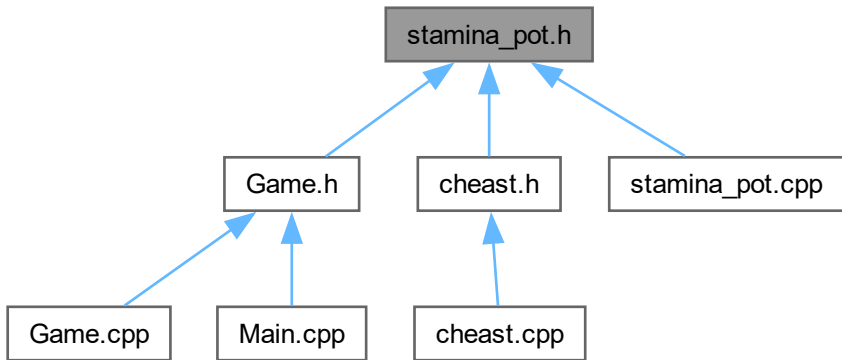 stamina_pot.h
Game.h
cheast.h
stamina_pot.cpp
Game.cpp
Main.cpp
cheast.cpp